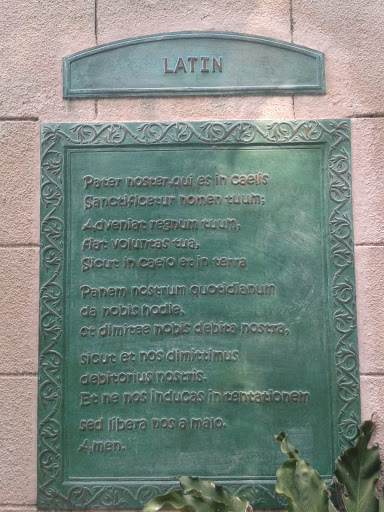 LATIN
Pater noster, qui es in caelis
Sanctificetur nomen tuum;
Adveniat regnum tuum,
fiat voluntas tua,
Sicut in caelo et in terra
Panem nostrum quotidianum
da nobis hodie,
et dimitee nobis debita nostra,
sicut et nos dimittimus
debitorius nostris.
Et ne nos inducas in tentationem
sed libera nos a malo.
Amen.